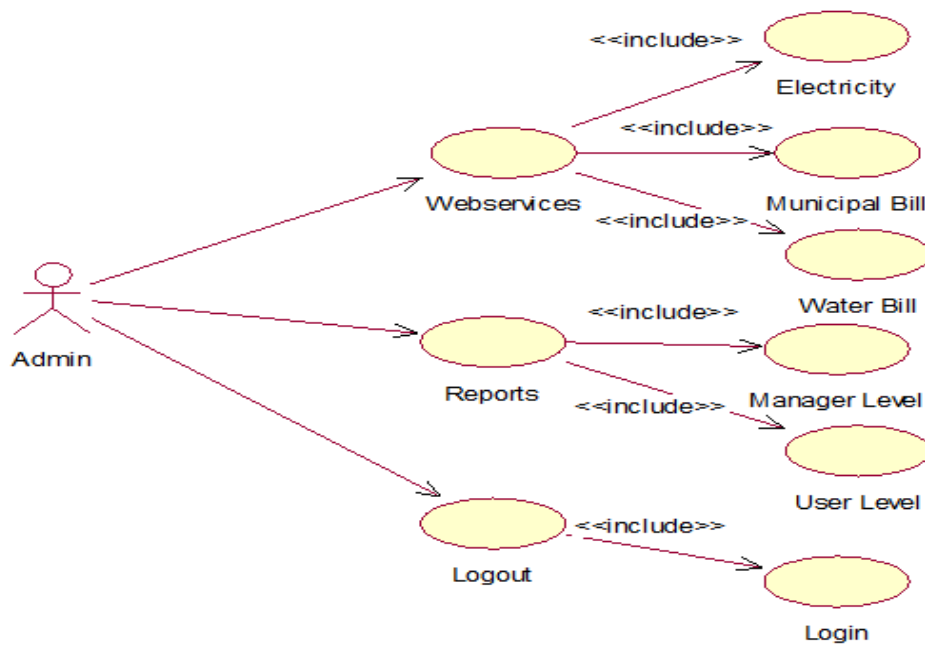 <<include>>
Electricity
<<include>>
Webservices
Municipal Bill
<<include>>
Water Bill
<<include>>
Admin
Reports
Manager Level
<<include>>
User Level
<<include>>
Logout
Login